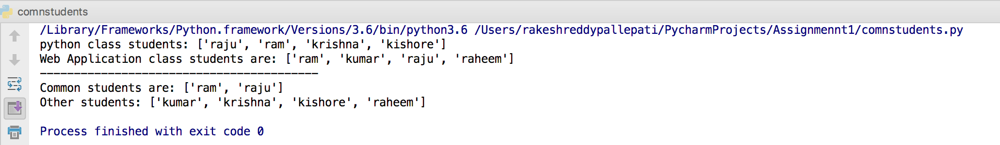 comnstudents
/Library/Frameworks/Python.framework/Versions/3.6/bin/python3.6 /Users/rakeshreddypallepati/PycharmProjects/Assignmennt1/comnstudents.py
python class students: ['raju', 'ram', 'krishna', 'kishore']
Web Application class students are: ['ram', 'kumar', 'raju', 'raheem']
-----------------------------------------
Common students are: ['ram', 'raju']
Other students: ['kumar', 'krishna', 'kishore', 'raheem']
Process finished with exit code 0